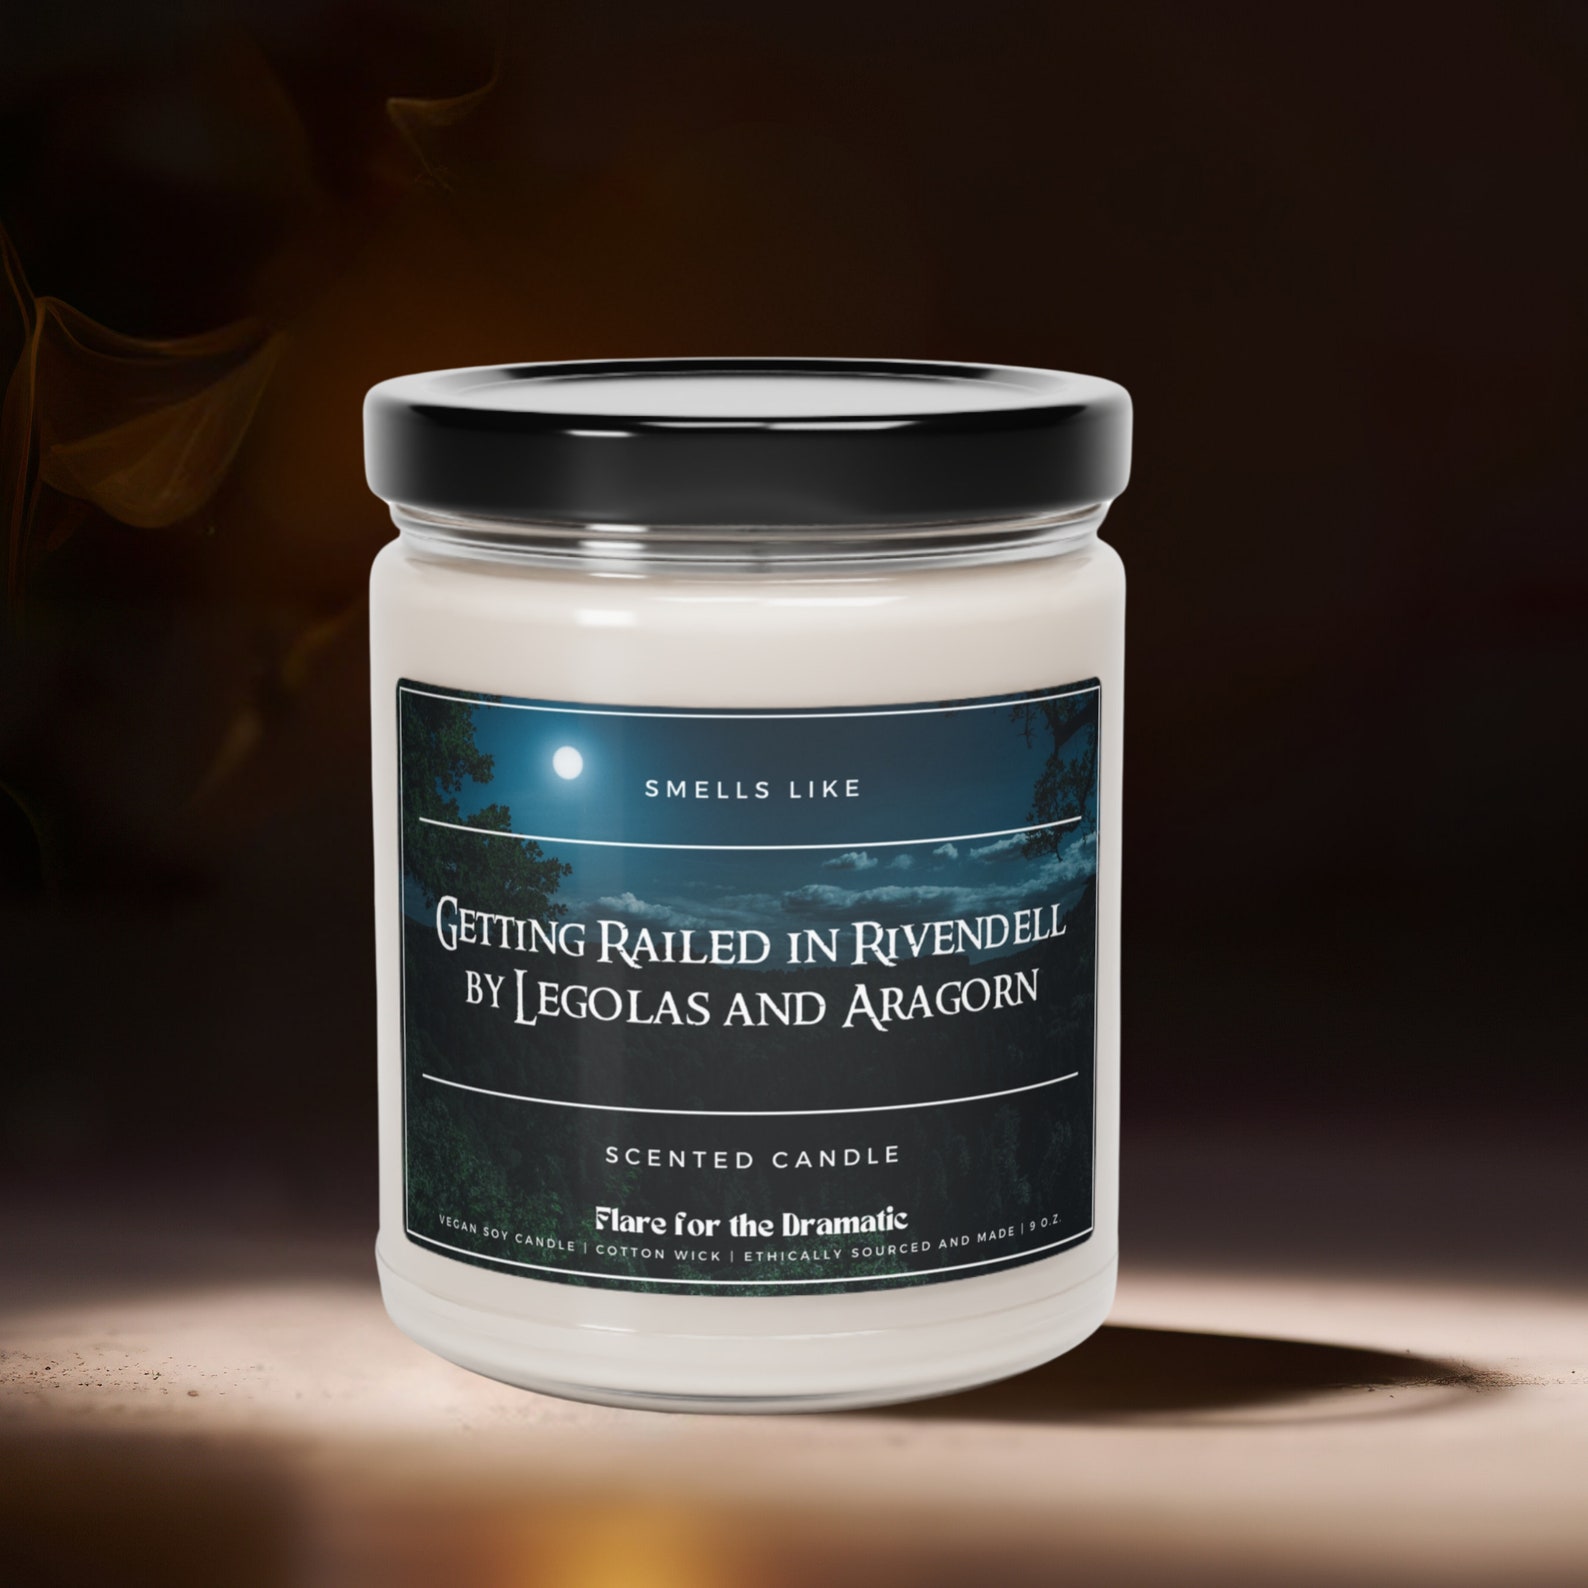 SMELLS LIKE
GETTING RAILED IN RIVENDELL
BY LEGOLAS AND ARAGORN
SCENTED CANDLE
Flare for the Dramatic
VEGAN SOY CANDLE | COTTON WICK | ETHICALLY SOURCED AND MADE | 9 O.Z.